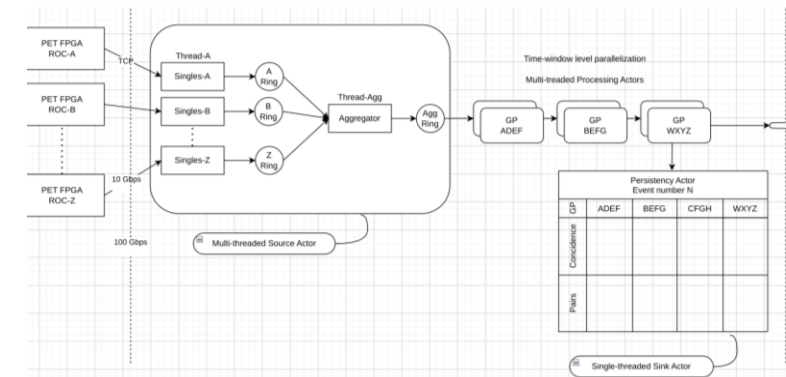 PET FPGA
ROC-A
PET FPGA
ROC-B
PET FPGA
ROC-Z
TCP
10 Gbps
100 Gbps
Thread-A
Singles-A
Singles-B
Singles-Z
A
Ring
B
Ring
Z
Ring
Thread-Agg
Aggregator
Agg
Ring
Multi-threaded Source Actor
Time-window level parallelization
Multi-treaded Processing Actors
GP
ADEF
GP
BEFG
GP
WXYZ
Persistency Actor
Event number N
GP
ADEF
BEFG
CFGH
WXYZ
Concidence
Pairs
Single-threaded Sink Actor